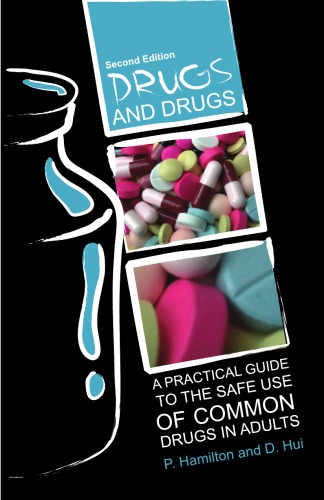 Second Edition
DRUGS
AND DRUGS
A PRACTICAL GUIDE
TO THE SAFE USE
OF COMMON
DRUGS IN ADULTS
P. Hamilton and D. Hui